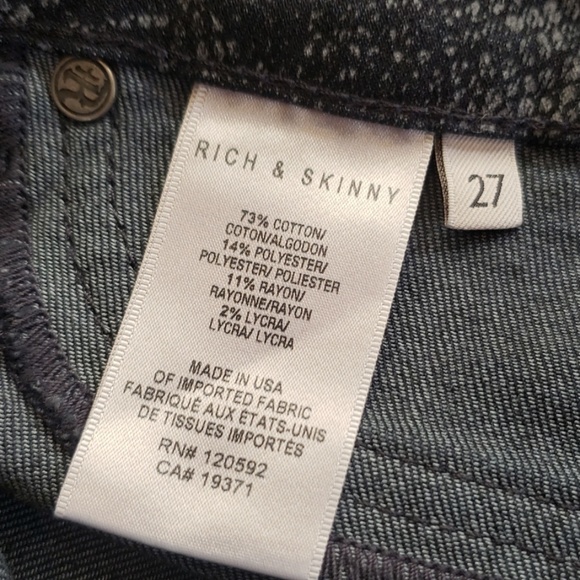 RICH & SKINNY
27
73% COTTON/
COTON/ALGODON
14% POLYESTER/
POLYESTER/ POLIESTER
11% RAYON/
RAYONNE/RAYON
2% LYCRA/
LYCRA/ LYCRA
MADE IN USA
OF IMPORTED FABRIC
FABRIQUÉ AUX ÉTATS-UNIS
DE TISSUES IMPORTÉS
RN# 120592
CA# 19371